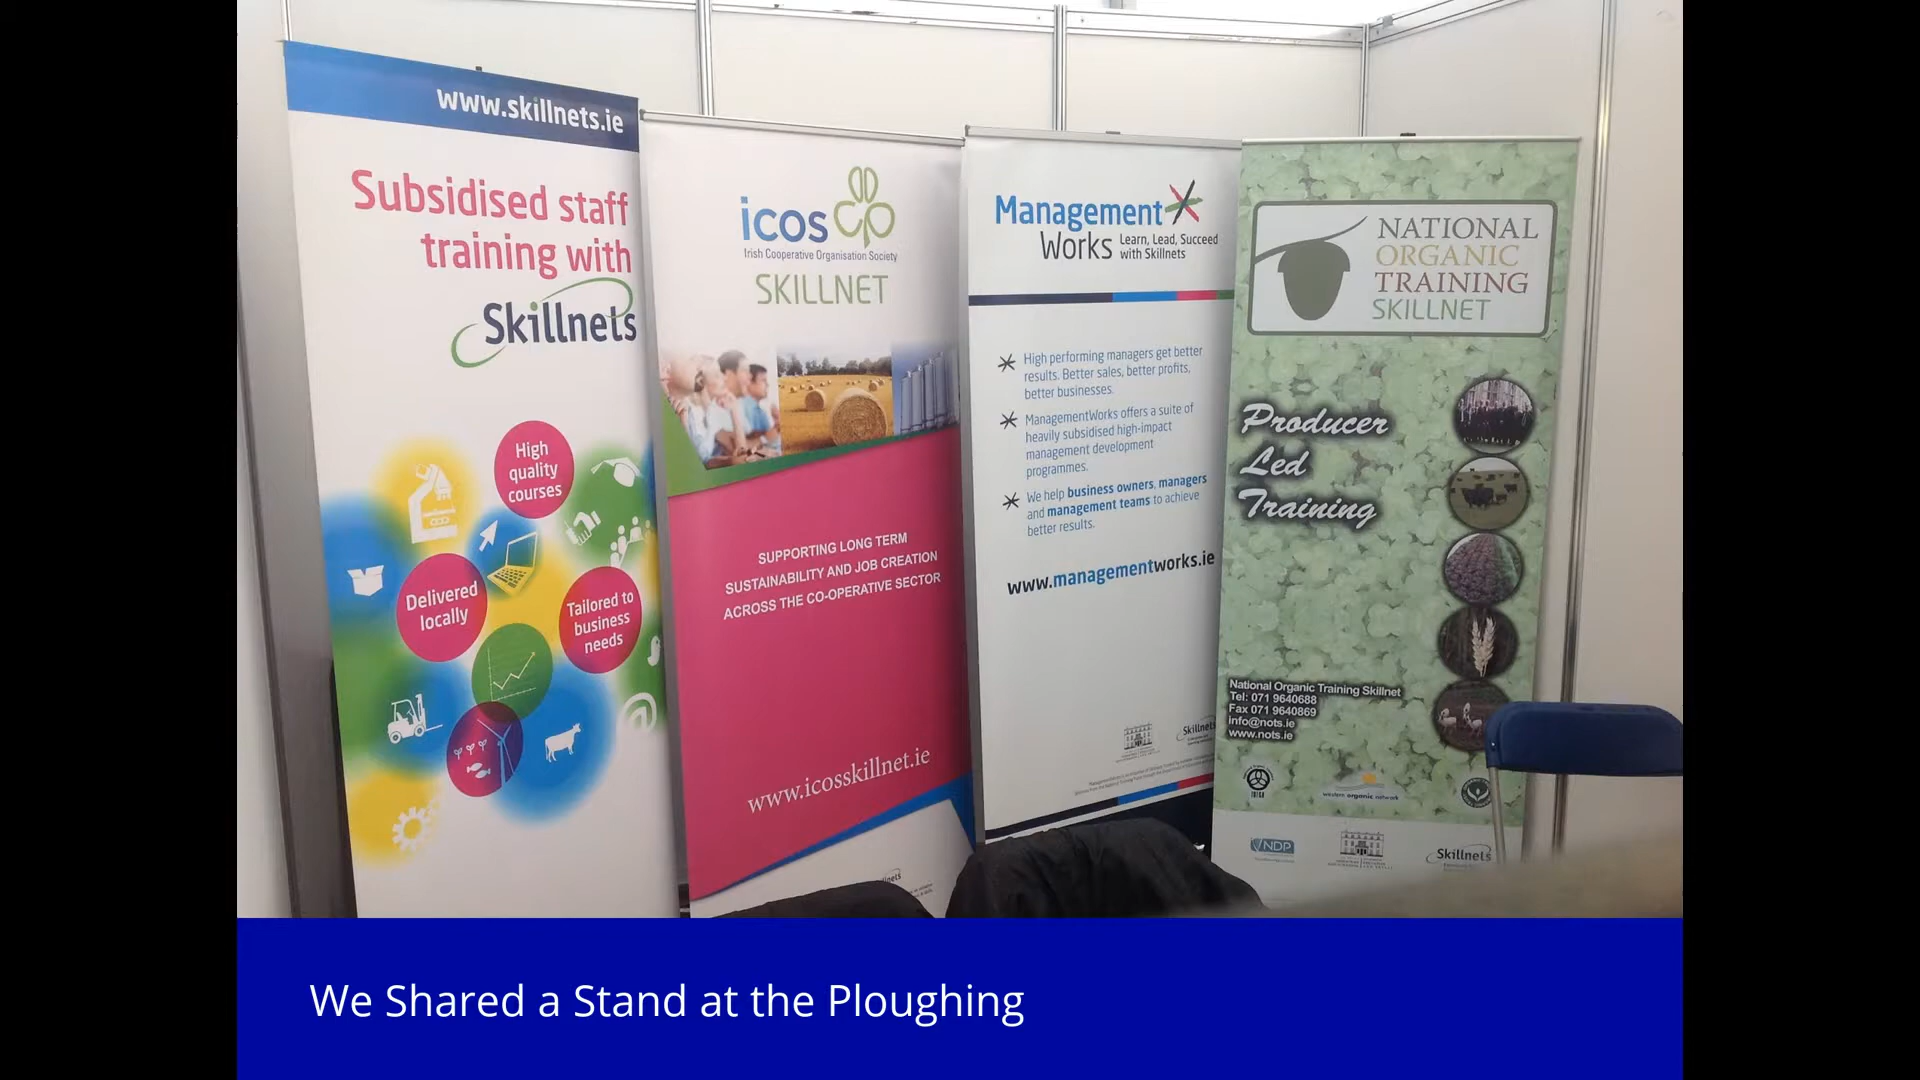 www.skillnets.ie
Subsidised staff
training with
Skillnets
High
quality
courses
Delivered
locally
Tailored to
business
needs
icos
Irish Cooperative Organisation Society
SKILLNET
SUPPORTING LONG TERM
SUSTAINABILITY AND JOB CREATION
ACROSS THE CO-OPERATIVE SECTOR
www.icosskillnet.ie
Management
Works Learn, Lead, Succeed
with Skillnets
High performing managers get better
results. Better sales, better profits,
better businesses.
ManagementWorks offers a suite of
heavily subsidised high-impact
management development
programmes.
We help business owners, managers
and management teams to achieve
better results.
www.managementworks.ie
Skillnets
NATIONAL
ORGANIC
TRAINING
SKILLNET
Producer
Led
Training
National Organic Training Skillnet
Tel: 071 9640688
Fax 071 9640869
info@nots.ie
www.nots.ie
western organic network
NDP
Skillnets
We Shared a Stand at the Ploughing